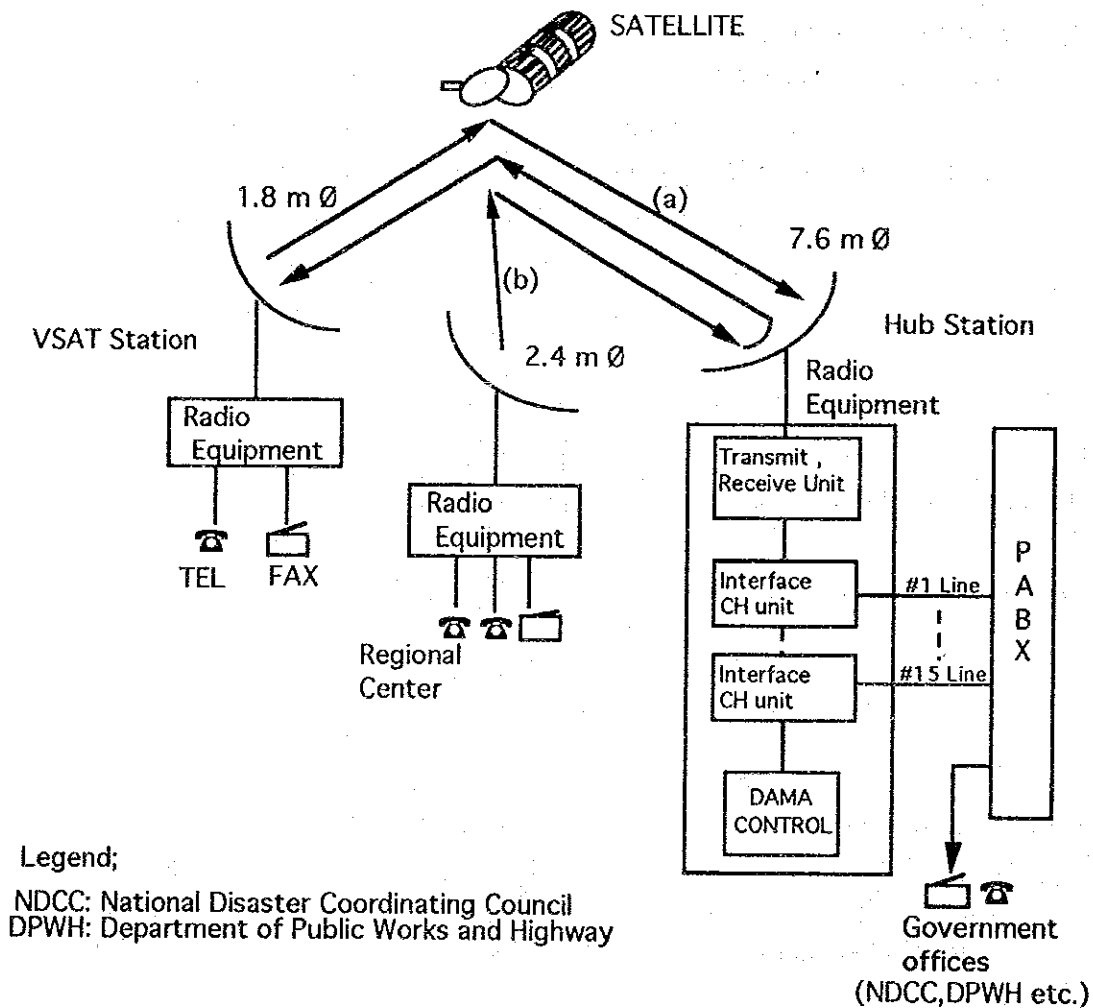 SATELLITE
1.8 m Ø
(a)
7.6 m Ø
(b)
VSAT Station
2.4 m Ø
Hub Station
Radio
Equipment
Radio
Equipment
Transmit ,
Receive Unit
Radio
Equipment
P
A
B
X
TEL
FAX
Interface
CH unit
#1 Line
Regional
Center
Interface
CH unit
#15 Line
DAMA
CONTROL
Legend;
NDCC: National Disaster Coordinating Council
DPWH: Department of Public Works and Highway
Government
offices
(NDCC,DPWH etc.)